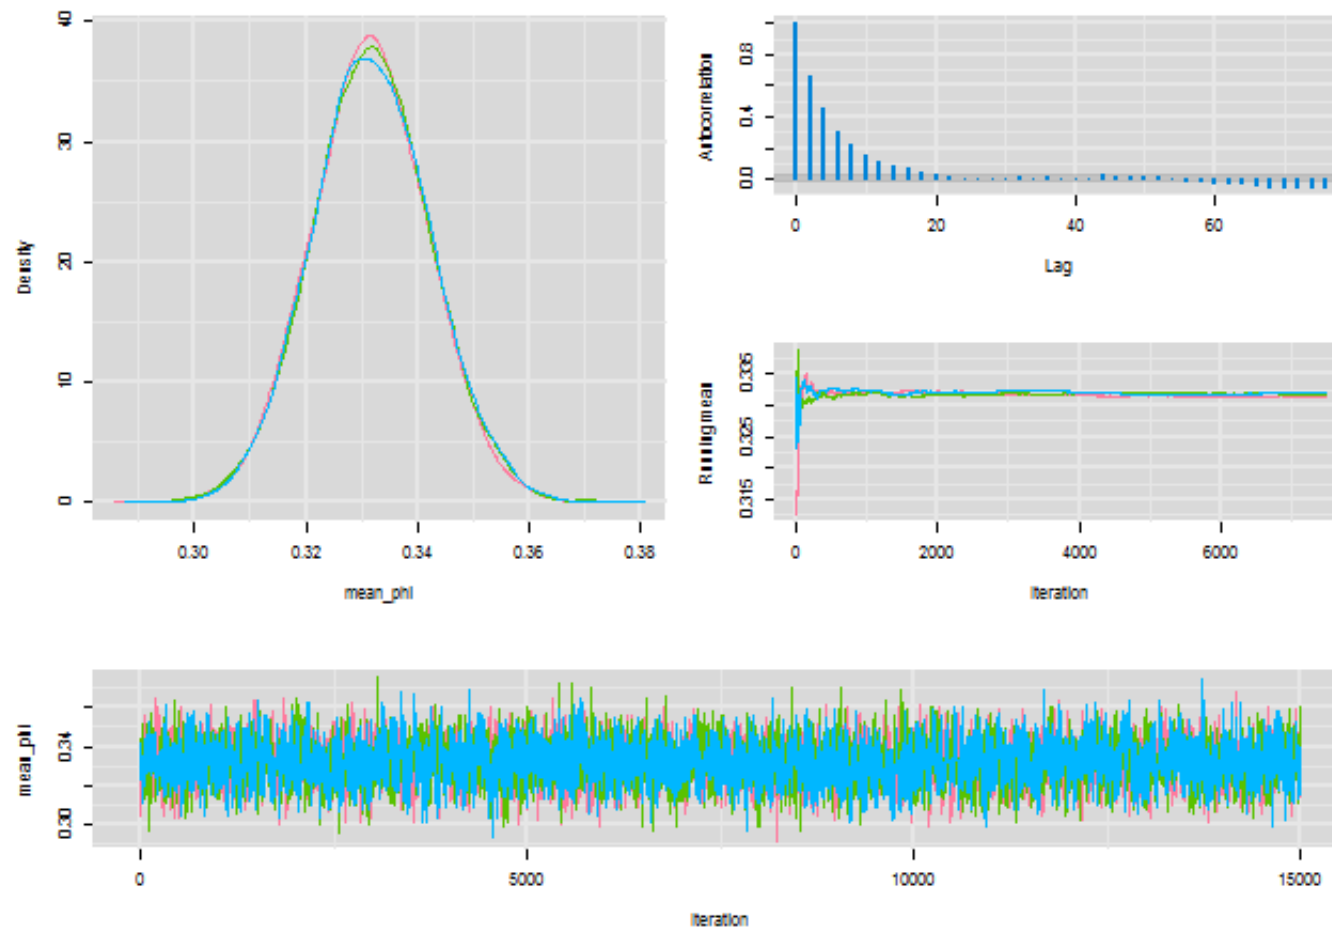 Density
40
30
20
10
0
0.30 0.32 0.34 0.36 0.38
mean_phi
Autocorrelation
0.8
0.4
0.0
0 20 40 60
Lag
Running mean
0.335
0.325
0.315
0 2000 4000 6000
Iteration
mean_phi
0.34
0.30
0 5000 10000 15000
Iteration